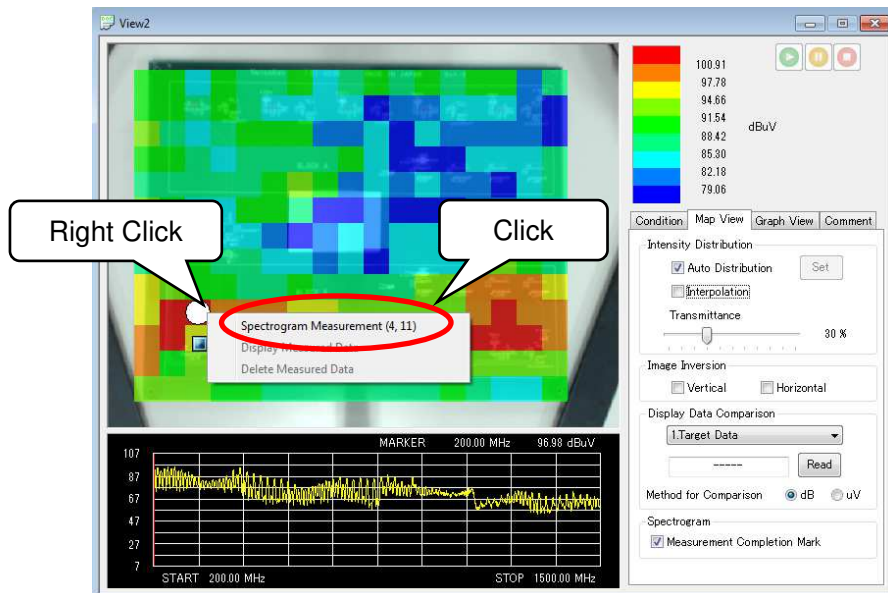 View2
100.91
97.78
94.66
91.54
88.42
85.30
82.18
79.06
dBuV
Condition Map View Graph View Comment
Intensity Distribution
Auto Distribution Set
Interpolation
Transmittance
30 %
Image Inversion
Vertical Horizontal
Display Data Comparison
1.Target Data
----- Read
Method for Comparison dB uV
Spectrogram
Measurement Completion Mark
Right Click
Click
Spectrogram Measurement (4, 11)
Display Measured Data
Delete Measured Data
MARKER 200.00 MHz 96.98 dBuV
107
87
67
47
27
7
START 200.00 MHz STOP 1500.00 MHz